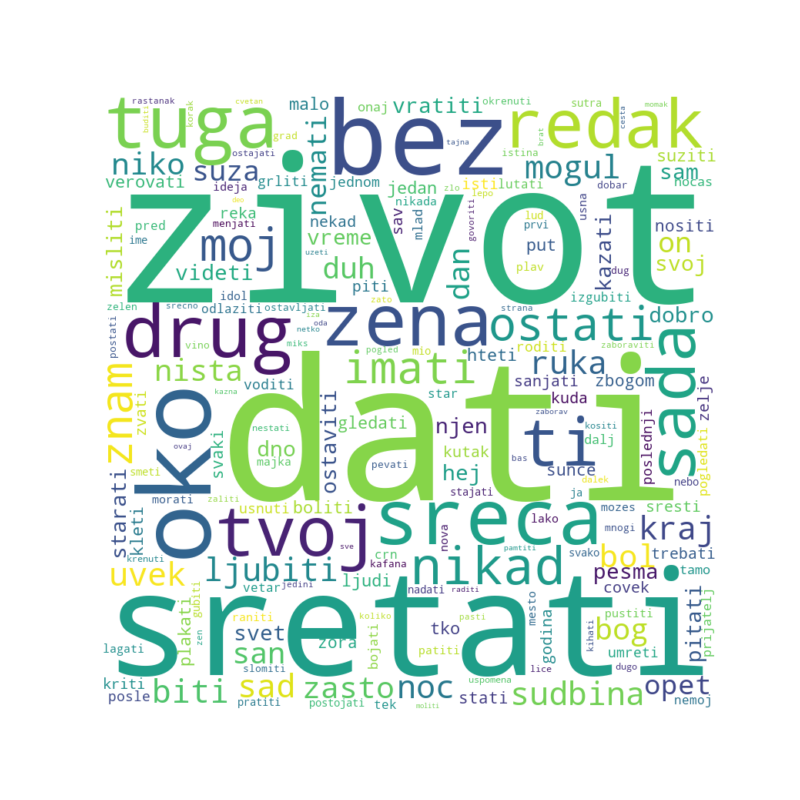 rastanak
cvetan
malo
onaj
vratiti
okrenuti
sutra
momak
buditi
korak
tuga
bez
redak
cesta
grad
tajna
istina
brat
ostajati
niko
suza
nemati
jednom
jedan
zlo
isti
lutati
mogul
suziti
sam
verovati
ideja
grliti
nikada
lepo
dobar
nocas
zivot
deo
reka
menjati
pred
ime
misliti
moj
nekad
sav
mlad
govoriti
lud
prvi
usna
nositi
vreme
dan
put
kazati
on
videti
duh
plav
dug
svoj
uzeti
piti
izgubiti
zelen
srecno
idol
ostavljati
zato
strana
odlaziti
iza
oda
netko
dobro
drug
zena
ostati
postati
vino
miks
pogled
mio
roditi
zaboraviti
sada
nista
imati
hteti
ruka
znam
zvati
voditi
sanjati
zbogom
zelje
kazna
star
kuda
poslednji
oko
dati
zaborav
kositi
dalj
nestati
gledati
njen
ti
svaki
dno
majka
ostaviti
kutak
pevati
hej
bas
sunce
dalek
pogledati
ovaj
smeti
stajati
ja
nebo
morati
zaliti
usnuti
boliti
tvoj
sreca
lako
mozes
mnogi
sresti
starati
kleti
sve
crn
nova
kraj
krenuti
kafana
pamtiti
svako
bol
trebati
uvek
ljubiti
ljudi
nikad
pesma
tamo
vetar
jedini
nadati
raditi
covek
gubiti
raniti
sretati
koliko
pasti
mesto
pustiti
plakati
zen
svet
zora
bojati
tko
godina
kihati
bog
pitati
prijatelj
lagati
san
slomiti
patiti
umreti
lice
dugo
kriti
uspomena
posle
biti
sad
zasto
noc
stati
sudbina
opet
pratiti
postojati
tek
moliti
nemoj